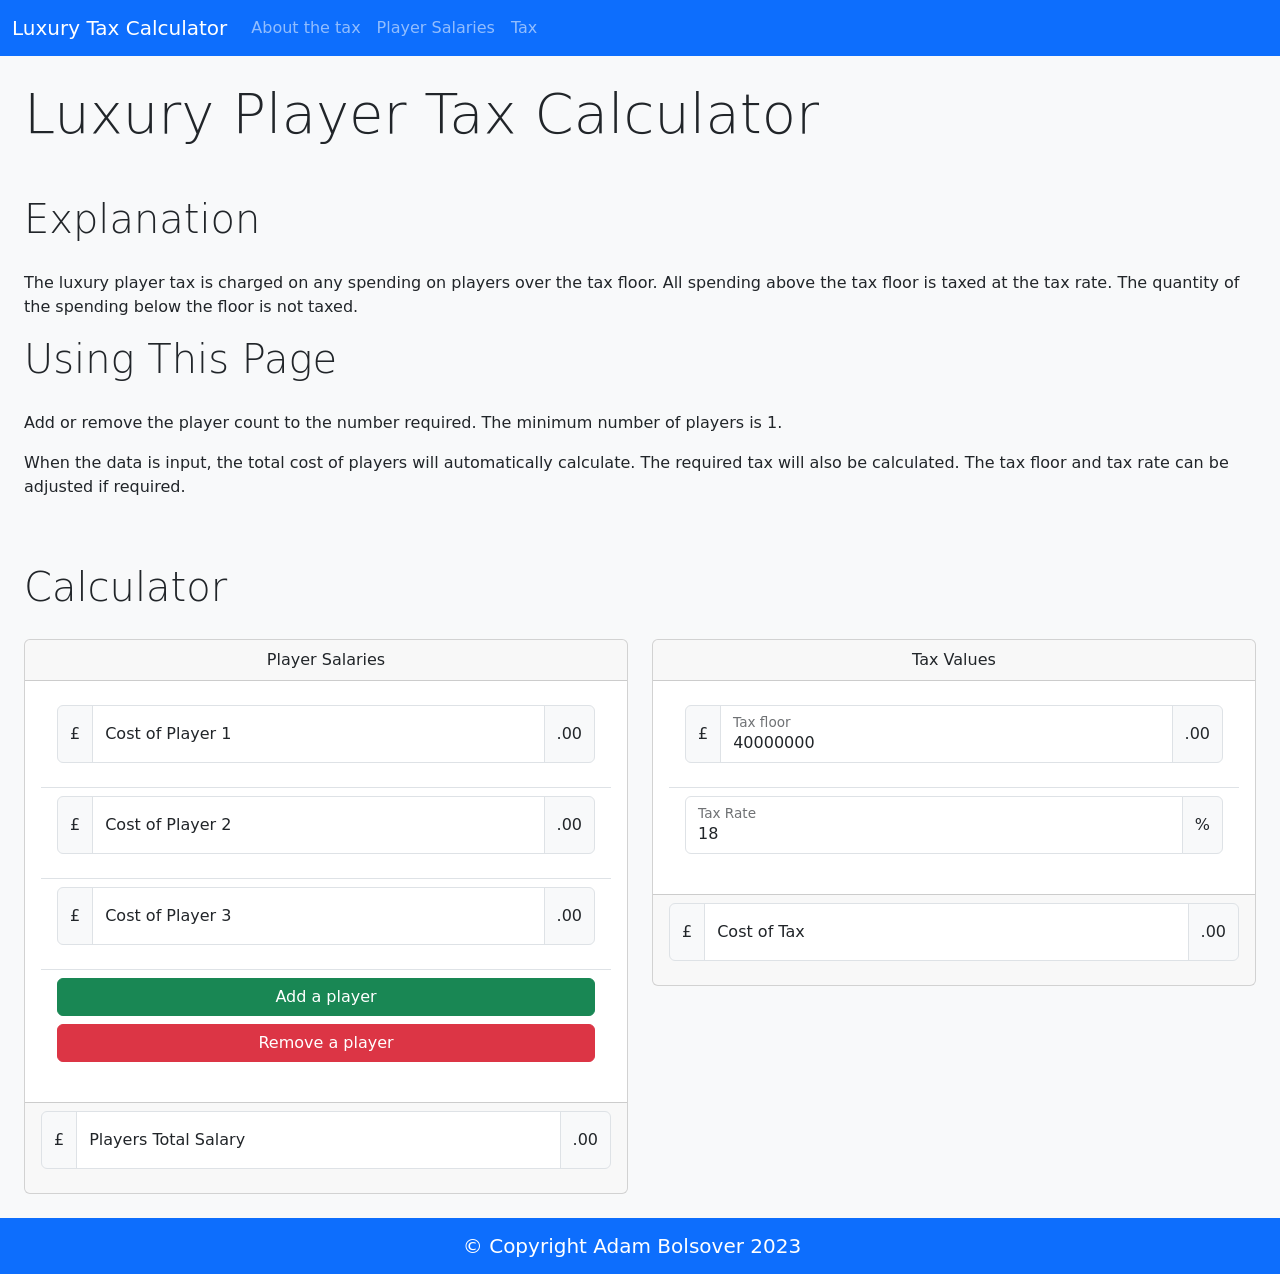 Luxury Tax Calculator About the tax Player Salaries Tax
Luxury Player Tax Calculator
Explanation
The luxury player tax is charged on any spending on players over the tax floor. All spending above the tax floor is taxed at the tax rate. The quantity of
the spending below the floor is not taxed.
Using This Page
Add or remove the player count to the number required. The minimum number of players is 1.
When the data is input, the total cost of players will automatically calculate. The required tax will also be calculated. The tax floor and tax rate can be
adjusted if required.
Calculator
Player Salaries
£ Cost of Player 1 .00
£ Cost of Player 2 .00
£ Cost of Player 3 .00
Add a player
Remove a player
£ Players Total Salary .00
Tax Values
Tax floor
£ 40000000 .00
Tax Rate
18 %
£ Cost of Tax .00
© Copyright Adam Bolsover 2023